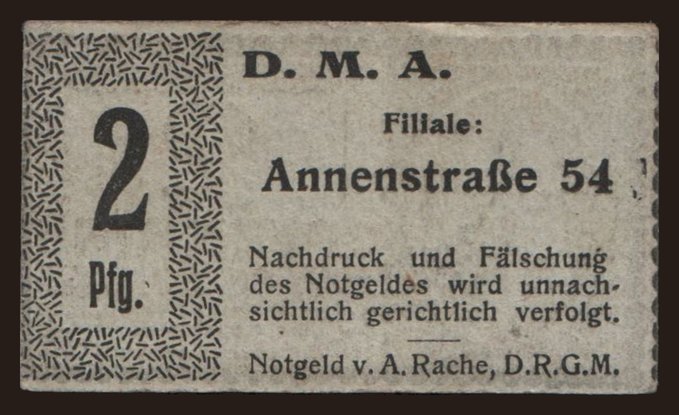 2
Pfg.
D. M. A.
Filiale:
Annenstraße 54
Nachdruck und Fälschung
des Notgeldes wird unnach-
sichtlich gerichtlich verfolgt.
Notgeld v. A. Rache, D.R.G.M.